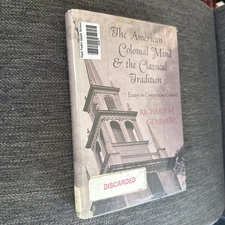 The American
Colonial Mind
& the Classical
Tradition
Essays in Comparative Culture
RICHARD M.
GUMMERE
DISCARDED